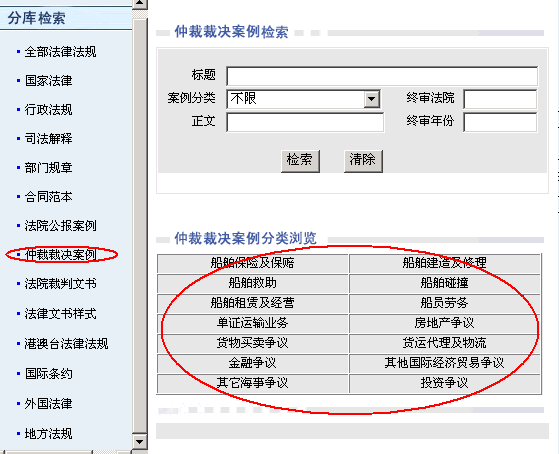 分库检索
全部法律法规
国家法律
行政法规
司法解释
部门规章
合同范本
法院公报案例
仲裁裁决案例
法院裁判文书
法律文书样式
港澳台法律法规
国际条约
外国法律
地方法规
仲裁裁决案例检索
标题
案例分类 不限 终审法院
正文 终审年份
检索 清除
仲裁裁决案例分类浏览
船舶保险及保赔 船舶建造及修理
船舶救助 船舶碰撞
船舶租赁及经营 船员劳务
单证运输业务 房地产争议
货物买卖争议 货运代理及物流
金融争议 其他国际经济贸易争议
其它海事争议 投资争议